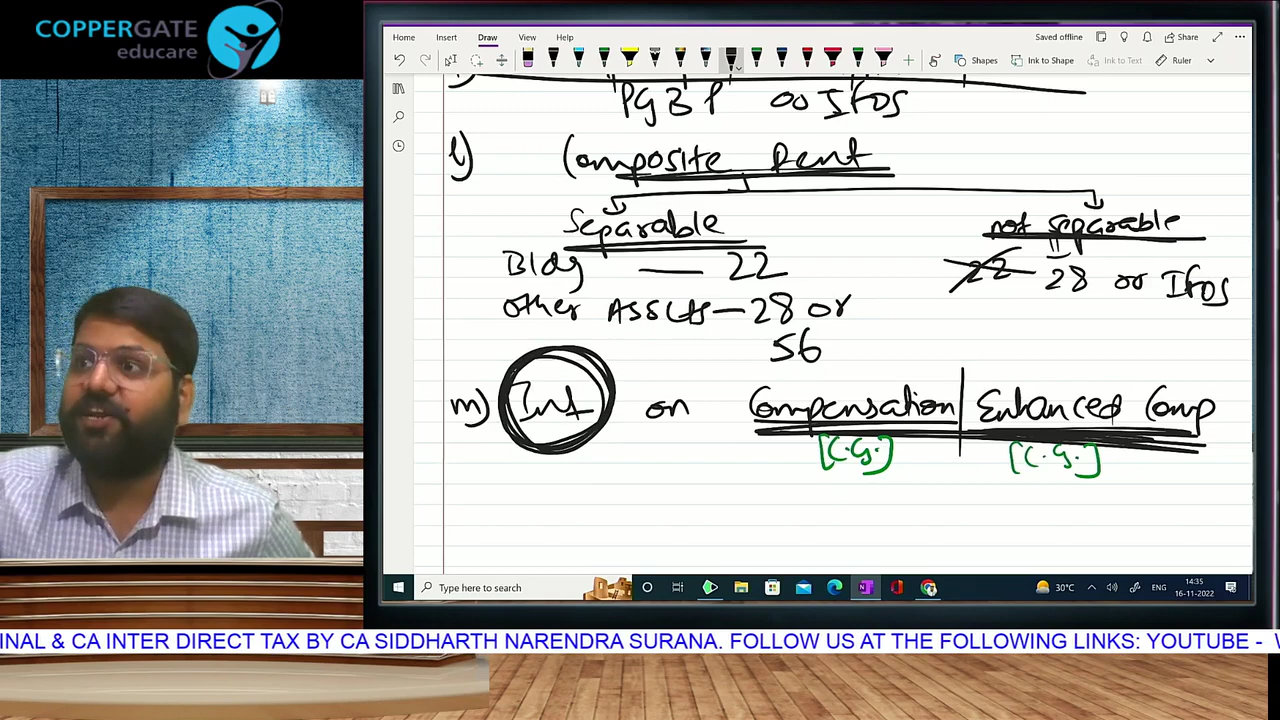 COPPERGATE
educare
Home Insert Draw View Help
Saved offline
Share
Shapes
Ink to Shape
Ink to Text
Ruler
PGBP or IFOS
l) Composite Rent
Separable
not separable
Bldg — 22
22 28 or IFOS
other Assets — 28 or
56
m) Int on Compensation | Enhanced Comp
[C.G.] [C.G.]
Type here to search
30°C
ENG
14:35
16-11-2022
INAL & CA INTER DIRECT TAX BY CA SIDDHARTH NARENDRA SURANA. FOLLOW US AT THE FOLLOWING LINKS: YOUTUBE -